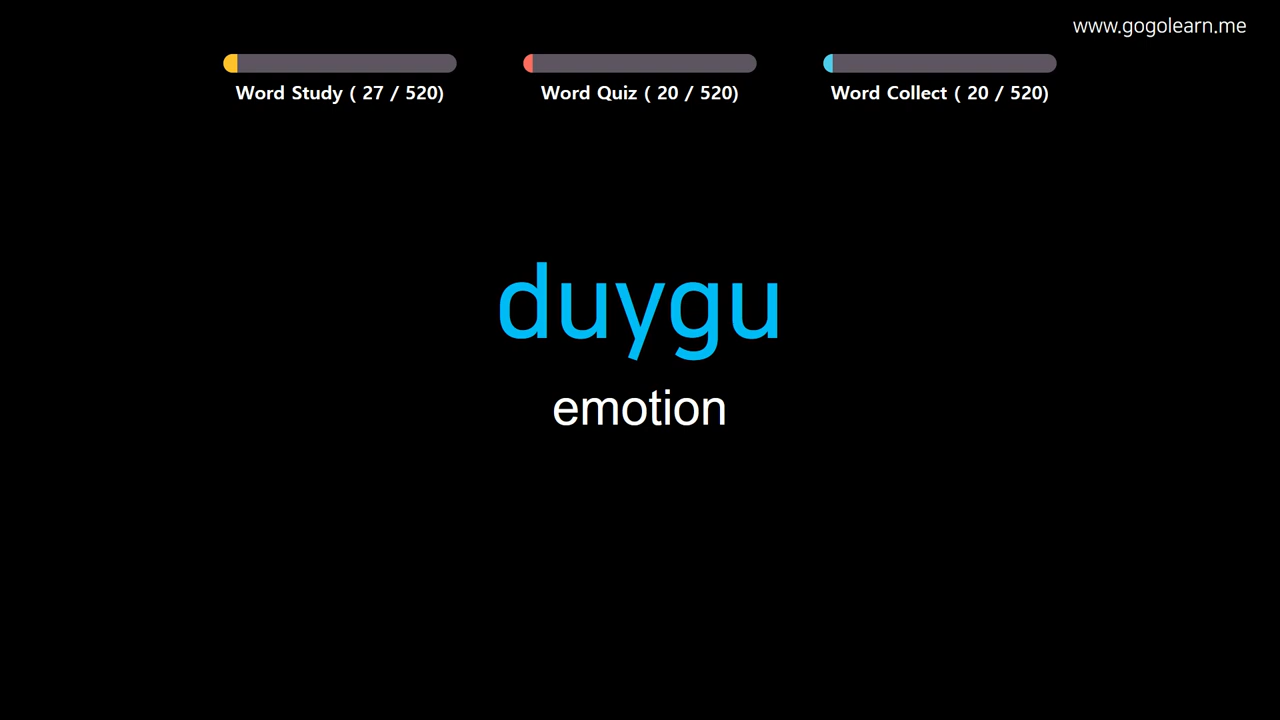 www.gogolearn.me
Word Study ( 27 / 520)
Word Quiz ( 20 / 520)
Word Collect ( 20 / 520)
duygu
emotion